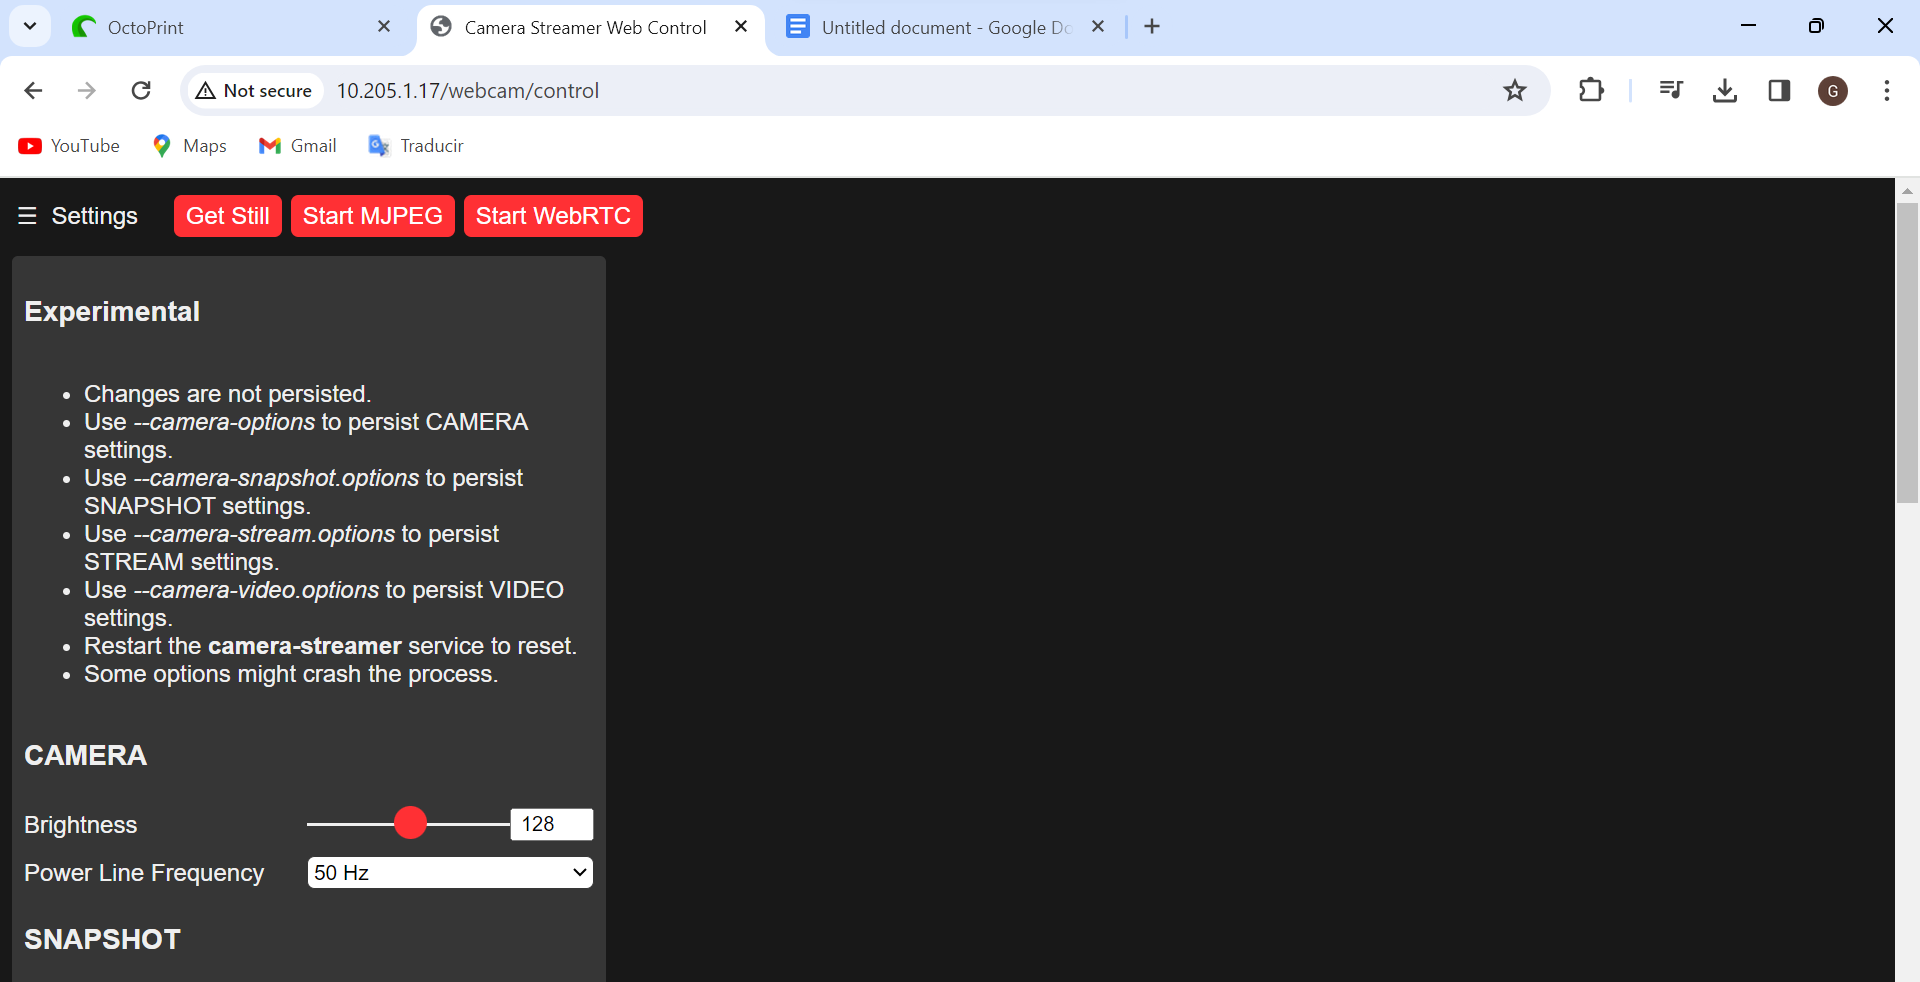 OctoPrint
Camera Streamer Web Control
Untitled document - Google Do
Not secure
10.205.1.17/webcam/control
G
YouTube
Maps
Gmail
Traducir
☰ Settings
Get Still
Start MJPEG
Start WebRTC
Experimental
• Changes are not persisted.
• Use --camera-options to persist CAMERA
settings.
• Use --camera-snapshot.options to persist
SNAPSHOT settings.
• Use --camera-stream.options to persist
STREAM settings.
• Use --camera-video.options to persist VIDEO
settings.
• Restart the camera-streamer service to reset.
• Some options might crash the process.
CAMERA
Brightness 128
Power Line Frequency 50 Hz
SNAPSHOT